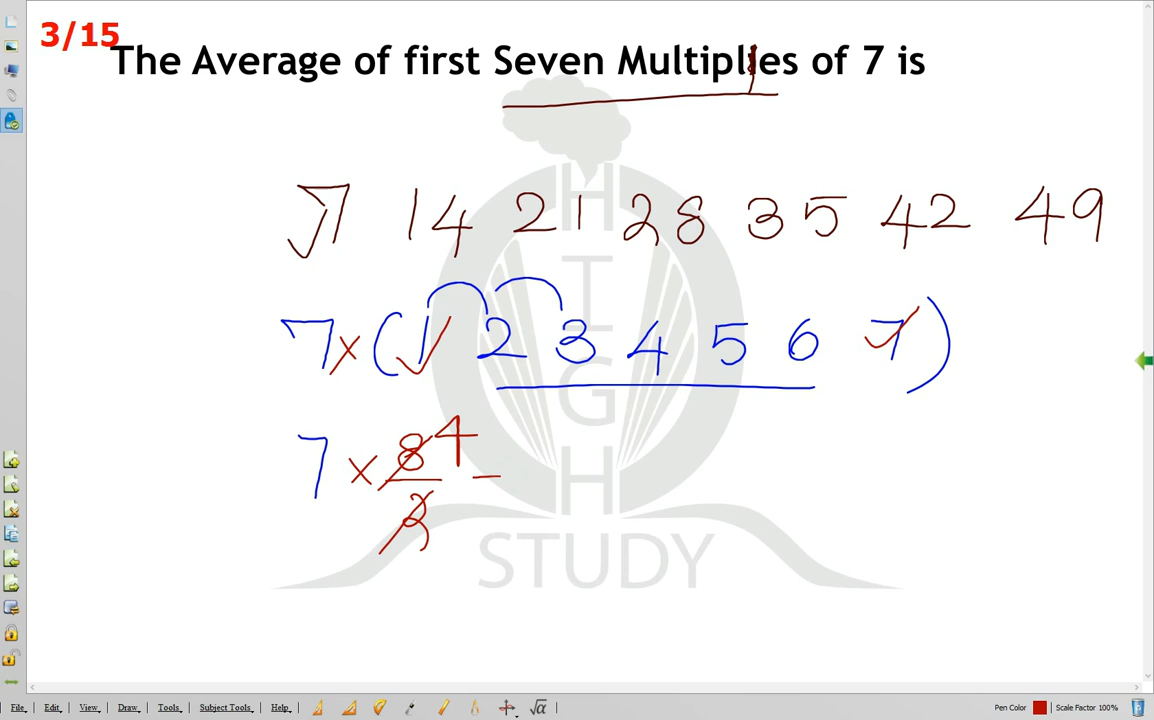 3/15
The Average of first Seven Multiplies of 7 is
7 14 21 28 35 42 49
7 × ( 1 2 3 4 5 6 7 )
7 × 8/2 4 =
HIGH
STUDY
File Edit View Draw Tools Subject Tools Help Pen Color Scale Factor 100%